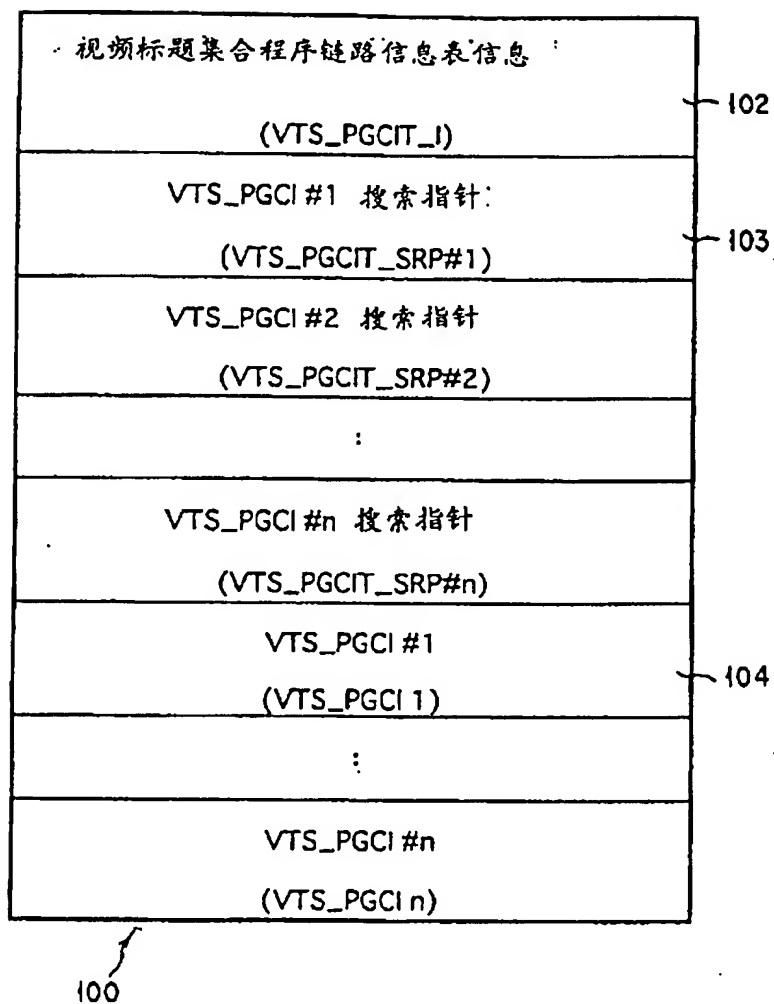 视频标题集合程序链路信息表信息
(VTS_PGCIT_I)
102
VTS_PGCI #1 搜索指针
(VTS_PGCIT_SRP#1)
103
VTS_PGCI #2 搜索指针
(VTS_PGCIT_SRP#2)
:
VTS_PGCI #n 搜索指针
(VTS_PGCIT_SRP#n)
VTS_PGCI #1
(VTS_PGCI 1)
104
:
VTS_PGCI #n
(VTS_PGCI n)
100